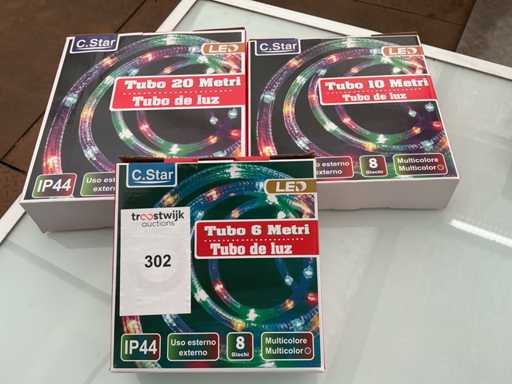 C.Star
LED
Tubo 20 Metri
Tubo de luz
IP44
Uso esterno
externo
C.Star
LED
Tubo 10 Metri
Tubo de luz
Uso esterno
externo
8
Giochi
Multicolore
Multicolor
C.Star
LED
Tubo 6 Metri
Tubo de luz
troostwijk
auctions
302
IP44
Uso esterno
externo
8
Giochi
Multicolore
Multicolor